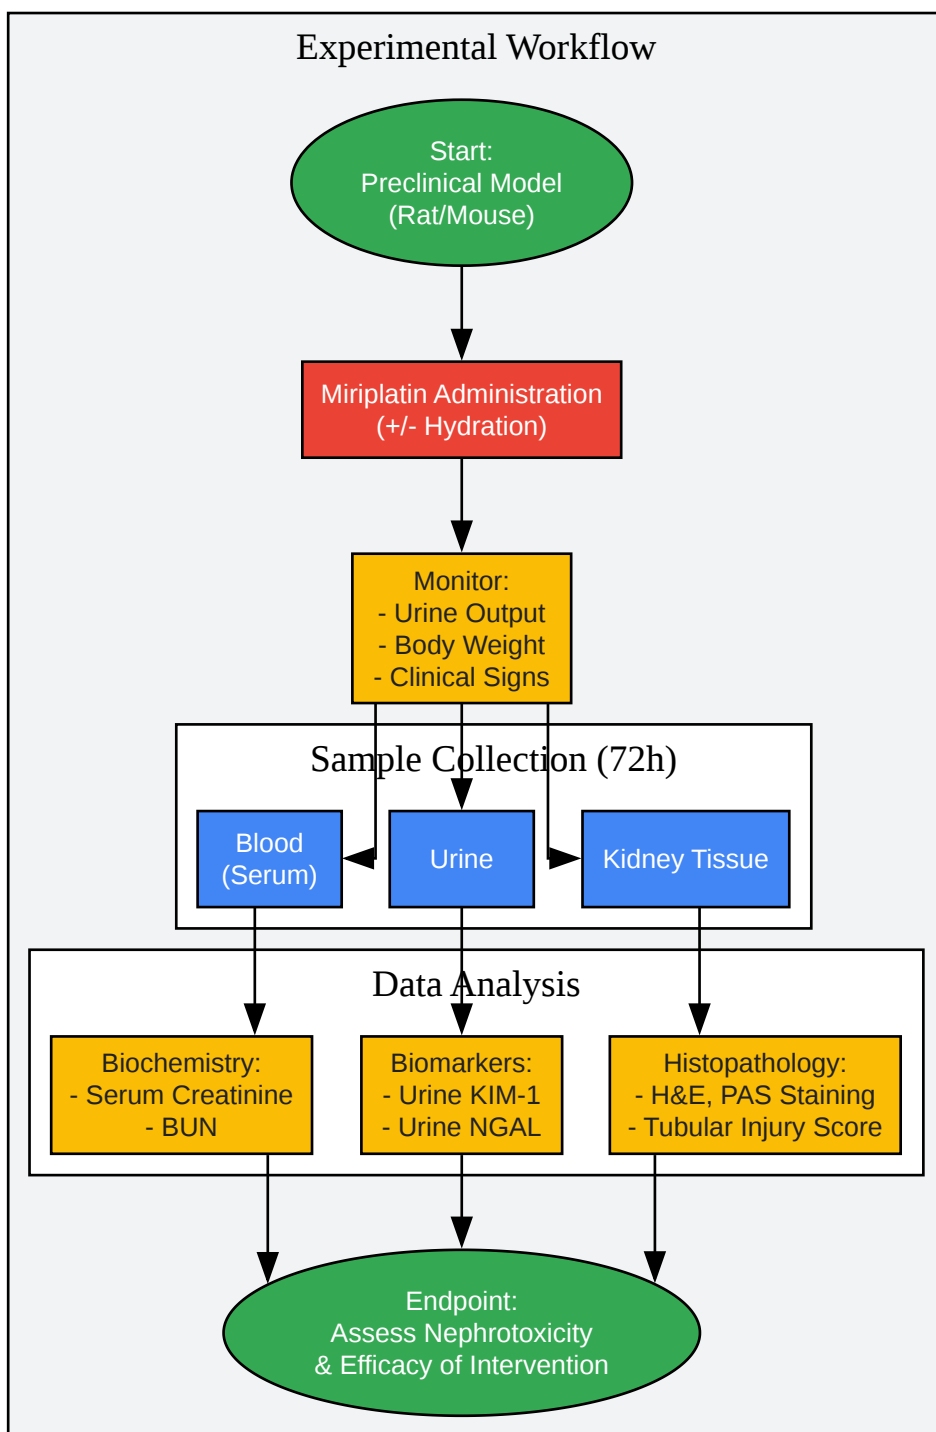 Experimental Workflow
Start:
Preclinical Model
(Rat/Mouse)
Miriplatin Administration
(+/- Hydration)
Monitor:
- Urine Output
- Body Weight
- Clinical Signs
Sample Collection (72h)
Blood
(Serum)
Urine
Kidney Tissue
Data Analysis
Biochemistry:
- Serum Creatinine
- BUN
Biomarkers:
- Urine KIM-1
- Urine NGAL
Histopathology:
- H&E, PAS Staining
- Tubular Injury Score
Endpoint:
Assess Nephrotoxicity
& Efficacy of Intervention